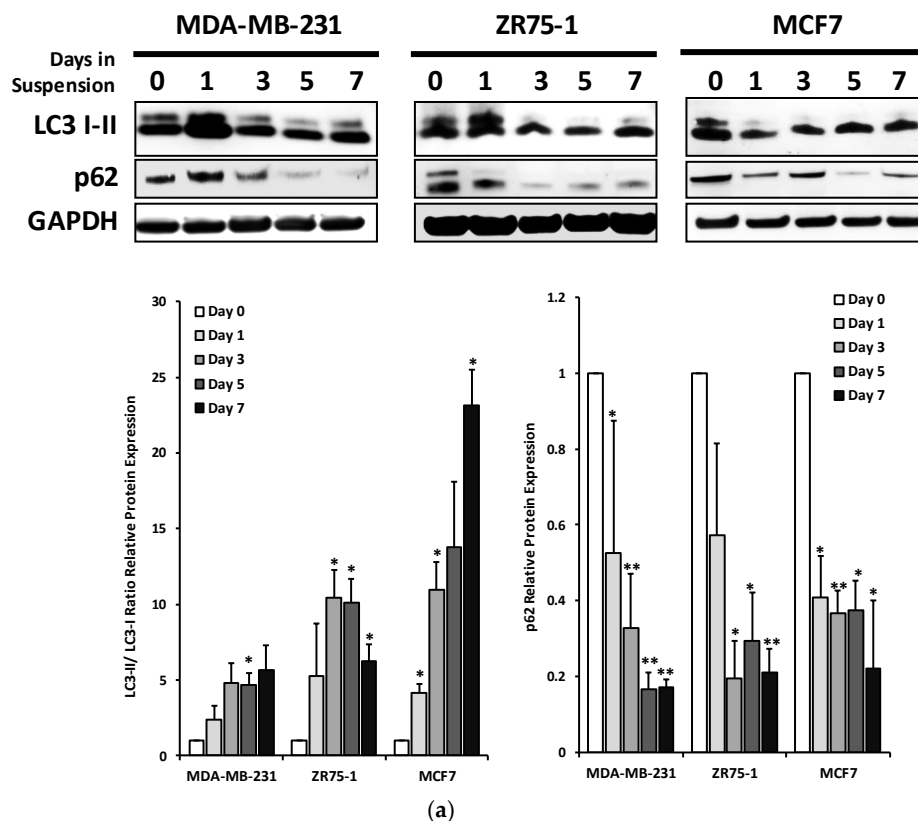 MDA-MB-231 ZR75-1 MCF7
Days in
Suspension 0 1 3 5 7 0 1 3 5 7 0 1 3 5 7
LC3 I-II
p62
GAPDH
LC3-II/ LC3-I Ratio Relative Protein Expression
30
25
20
15
10
5
0
Day 0
Day 1
Day 3
Day 5
Day 7
* * * * * * *
MDA-MB-231 ZR75-1 MCF7
p62 Relative Protein Expression
1.2
1
0.8
0.6
0.4
0.2
0
Day 0
Day 1
Day 3
Day 5
Day 7
* ** ** ** * * ** * ** * *
MDA-MB-231 ZR75-1 MCF7
(a)